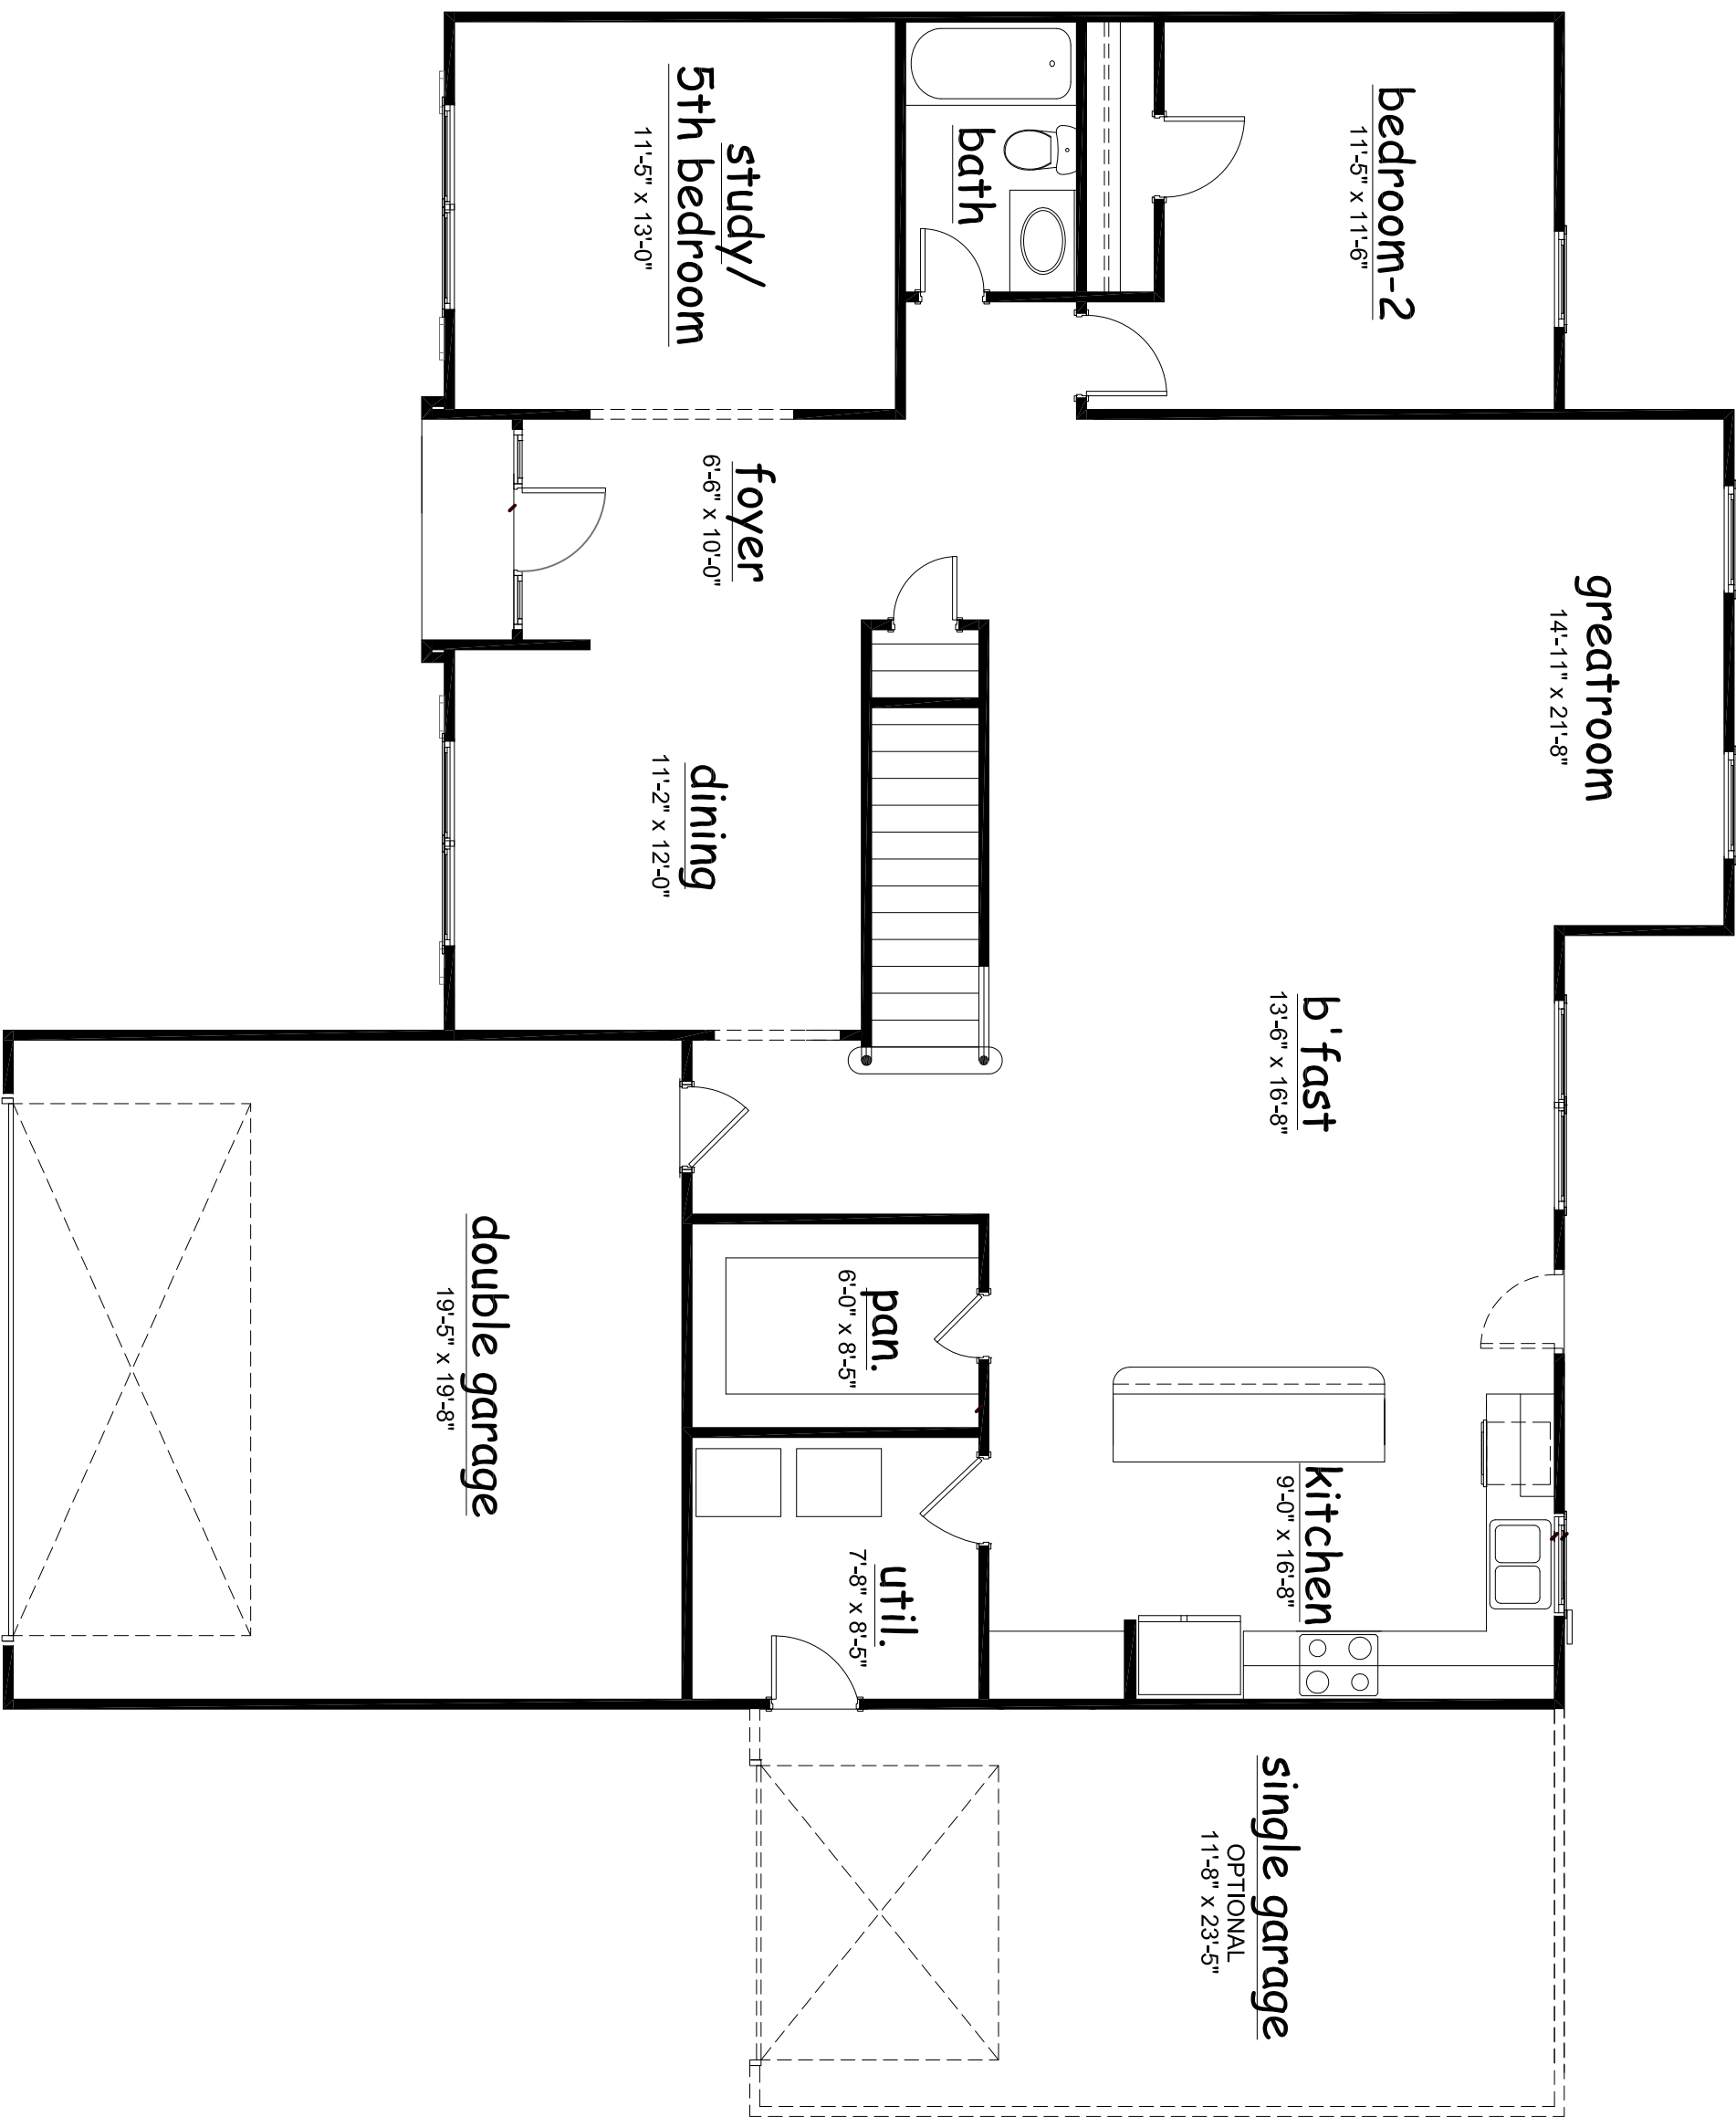 greatroom
14'-11" x 21'-8"
bedroom-2
11'-5" x 11'-6"
b'fast
13'-6" x 16'-8"
kitchen
9'-0" x 16'-8"
single garage
OPTIONAL
11'-8" x 23'-5"
bath
pan.
6'-0" x 8'-5"
util.
7'-8" x 8'-5"
study/
5th bedroom
11'-5" x 13'-0"
foyer
6'-6" x 10'-0"
dining
11'-2" x 12'-0"
double garage
19'-5" x 19'-8"